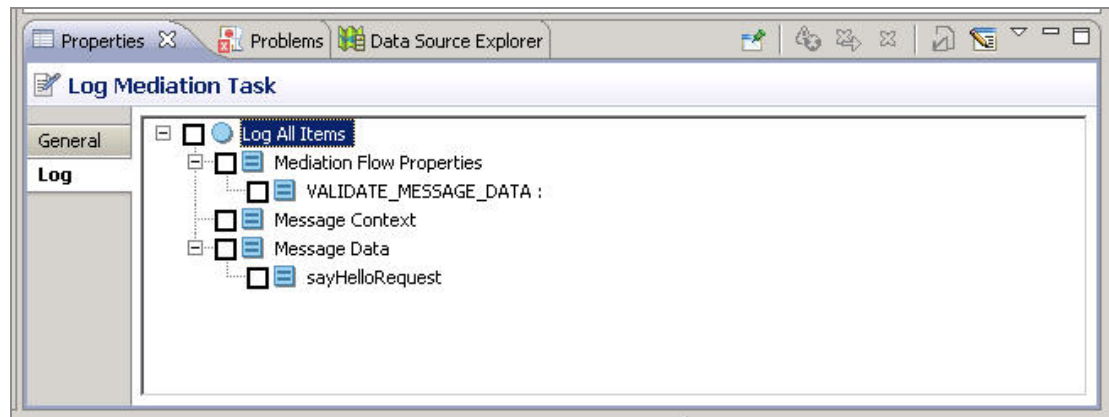 Properties Problems Data Source Explorer
Log Mediation Task
General
Log
Log All Items
Mediation Flow Properties
VALIDATE_MESSAGE_DATA :
Message Context
Message Data
sayHelloRequest